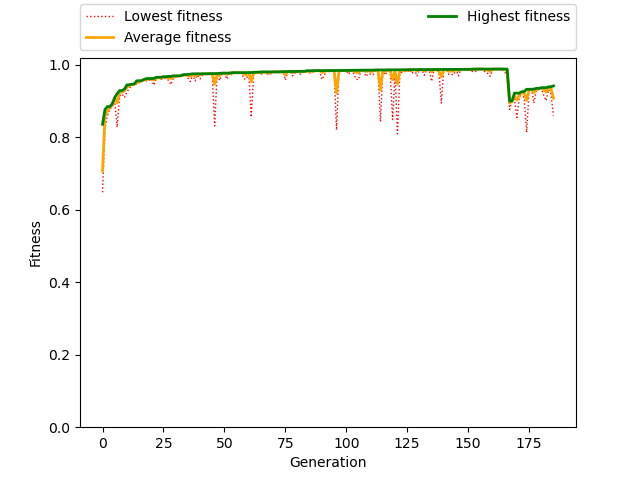 Lowest fitness
Average fitness
Highest fitness
1.0
0.8
0.6
0.4
0.2
0.0
Fitness
0 25 50 75 100 125 150 175
Generation